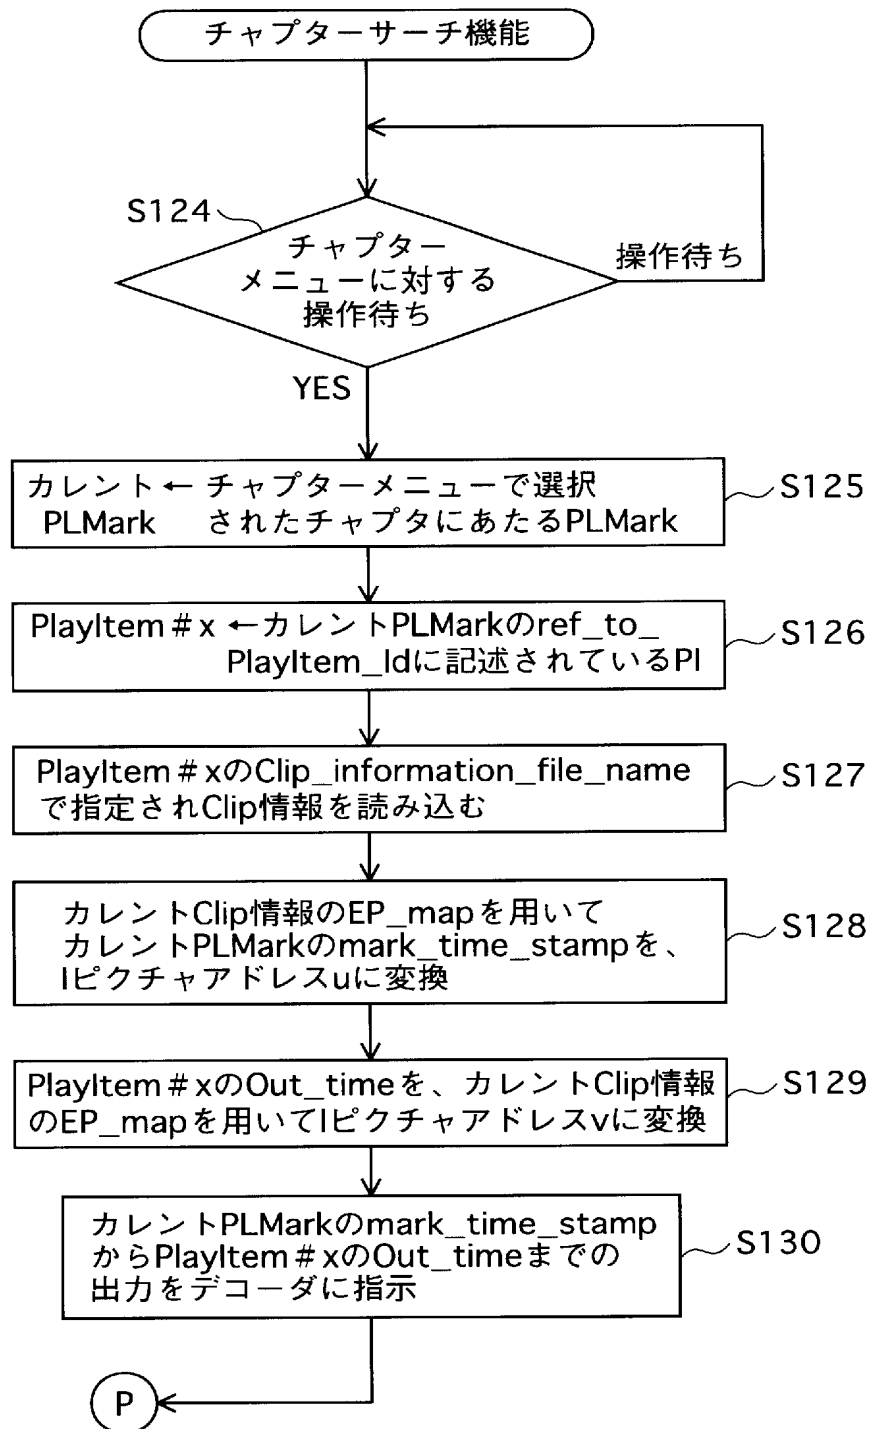 チャプターサーチ機能
S124
チャプター
メニューに対する
操作待ち
操作待ち
YES
カレント← チャプターメニューで選択
PLMark されたチャプタにあたるPLMark
S125
PlayItem#x ←カレントPLMarkのref_to_
PlayItem_Idに記述されているPI
S126
PlayItem#xのClip_information_file_name
で指定されClip情報を読み込む
S127
カレントClip情報のEP_mapを用いて
カレントPLMarkのmark_time_stampを、
Iピクチャアドレスuに変換
S128
PlayItem#xのOut_timeを、カレントClip情報
のEP_mapを用いてIピクチャアドレスvに変換
S129
カレントPLMarkのmark_time_stamp
からPlayItem#xのOut_timeまでの
出力をデコーダに指示
S130
P